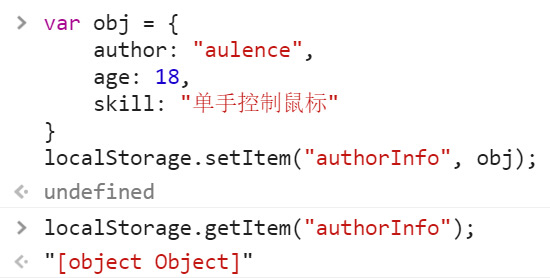 > var obj = {
author: "aulence",
age: 18,
skill: "单手控制鼠标"
}
localStorage.setItem("authorInfo", obj);
undefined
> localStorage.getItem("authorInfo");
"[object Object]"